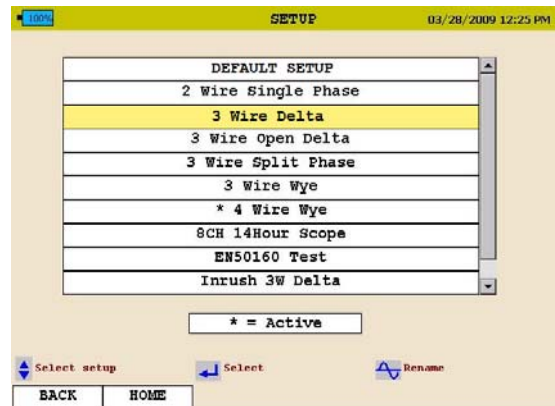 100% SETUP 03/28/2009 12:25 PM
DEFAULT SETUP
2 Wire Single Phase
3 Wire Delta
3 Wire Open Delta
3 Wire Split Phase
3 Wire Wye
* 4 Wire Wye
8CH 14Hour Scope
EN50160 Test
Inrush 3W Delta
* = Active
Select setup Select Rename
BACK HOME